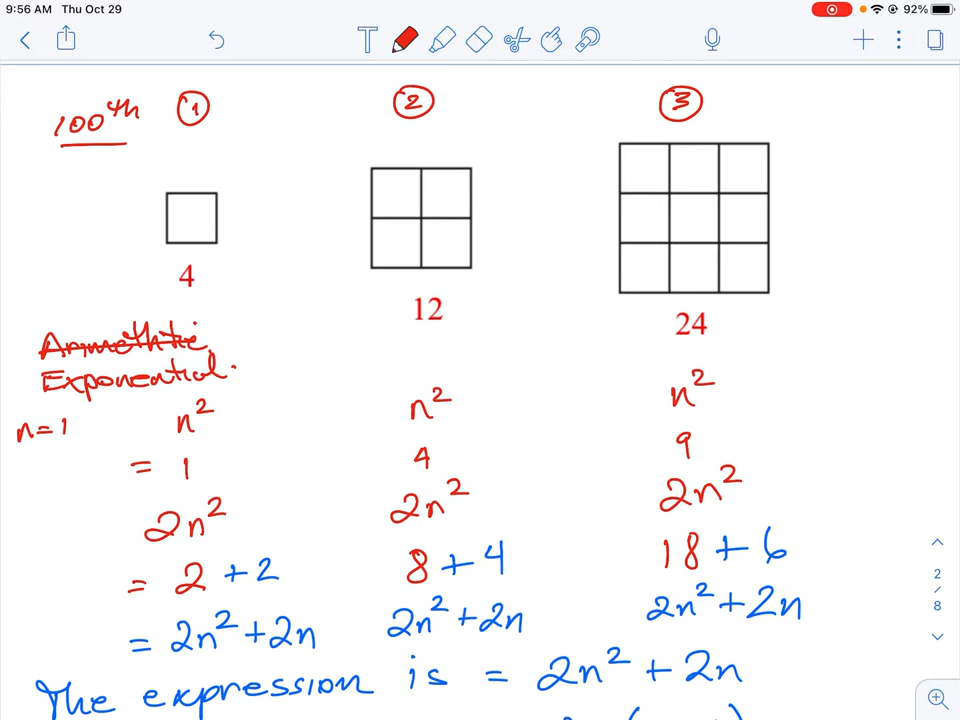 9:56 AM Thu Oct 29 92%
T
100th ① ② ③
4
12
24
Arimethtic
Exponential.
n=1 n² n² n²
= 1 4 9
2n² 2n² 2n²
= 2 + 2 8 + 4 18 + 6
= 2n² + 2n 2n² + 2n 2n² + 2n
The expression is = 2n² + 2n
2
/
8